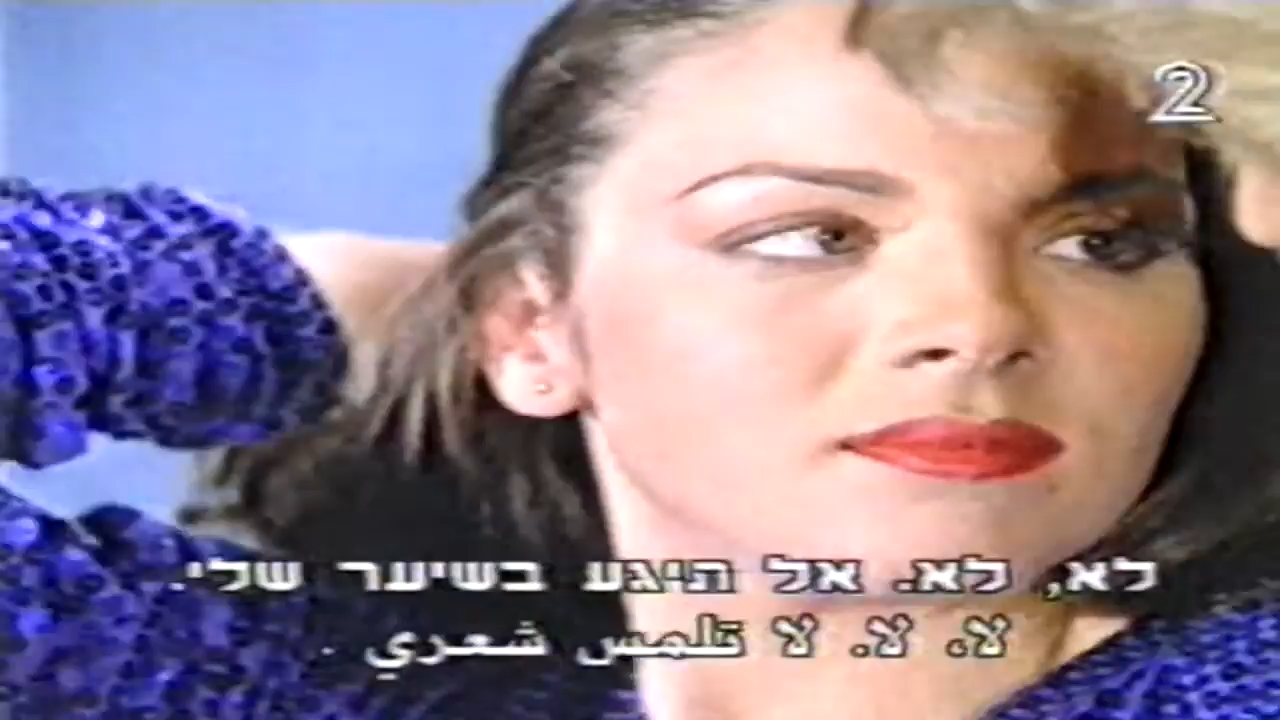 2
לא, לא. אל תיגע בשיער שלי.
لا، لا. لا تلمس شعري .